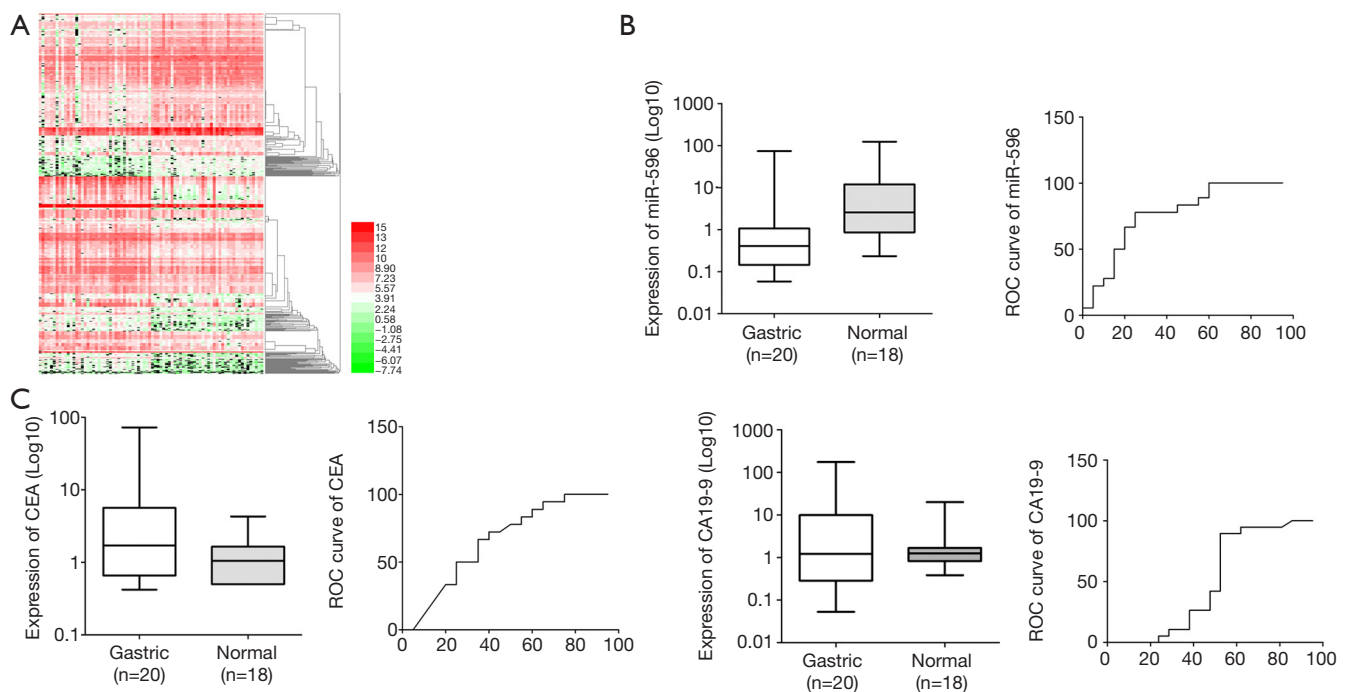 A
15
13
12
10
8.90
7.23
5.57
3.91
2.24
0.58
−1.08
−2.75
−4.41
−6.07
−7.74
B
Expression of miR-596 (Log10)
1000
100
10
1
0.1
0.01
Gastric
(n=20)
Normal
(n=18)
ROC curve of miR-596
150
100
50
0
0 20 40 60 80 100
C
Expression of CEA (Log10)
100
10
1
0.1
Gastric
(n=20)
Normal
(n=18)
ROC curve of CEA
150
100
50
0
0 20 40 60 80 100
Expression of CA19-9 (Log10)
1000
100
10
1
0.1
0.01
Gastric
(n=20)
Normal
(n=18)
ROC curve of CA19-9
150
100
50
0
0 20 40 60 80 100